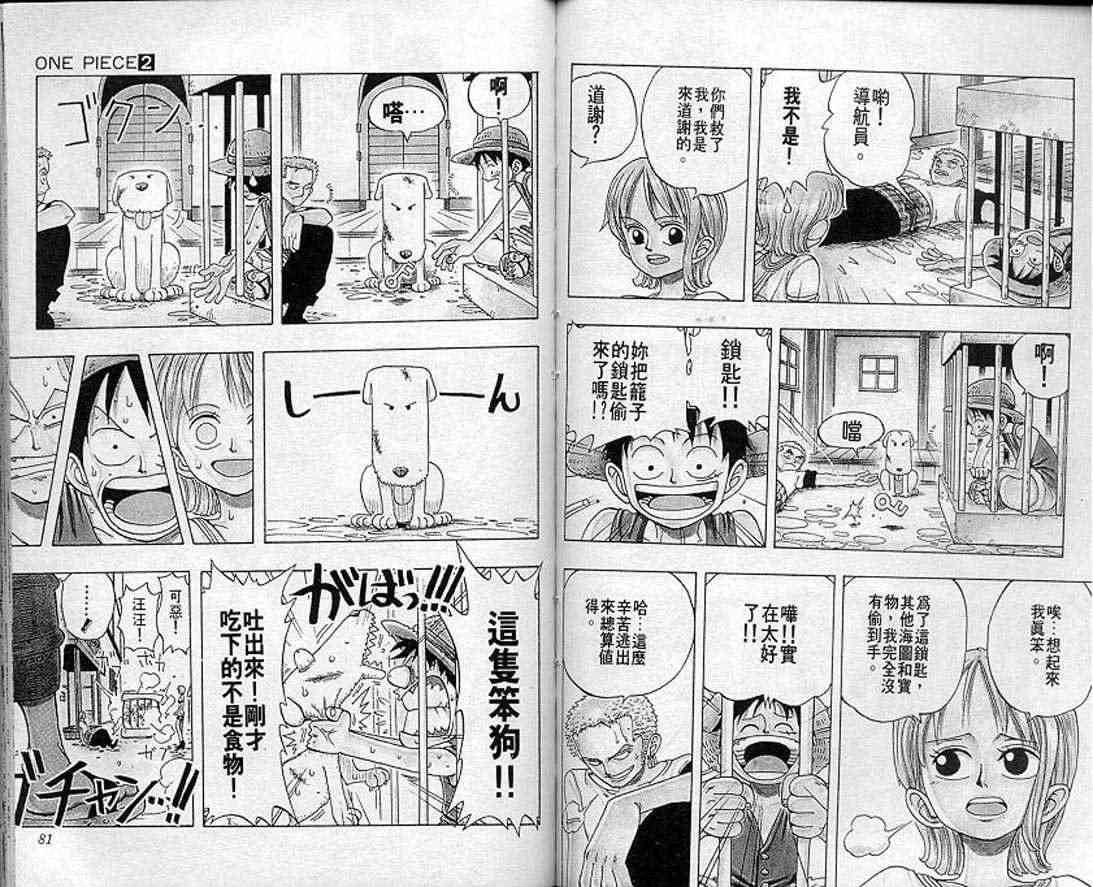 喲！
導航員。
我不是！
你們救了
我，我是
來道謝的。
道謝？
啊！
噹
鎖匙！！
妳把籠子
的鎖匙偷
來了嗎！？
唉…想起來
我真笨。
為了這鎖匙，
其他海圖和寶
物，我完全沒
有偷到手。
嘩！！實
在太好
了！！
哈…這麼
辛苦逃出
來總算值
得。
ONE PIECE 2
啊！
嗒…
ゴクン…
しーーん
這隻笨狗！！
がばっ！！！
吐出來！剛才
吃下的不是食物！
可惡！
汪汪！
……！
ガチャン…！！
81